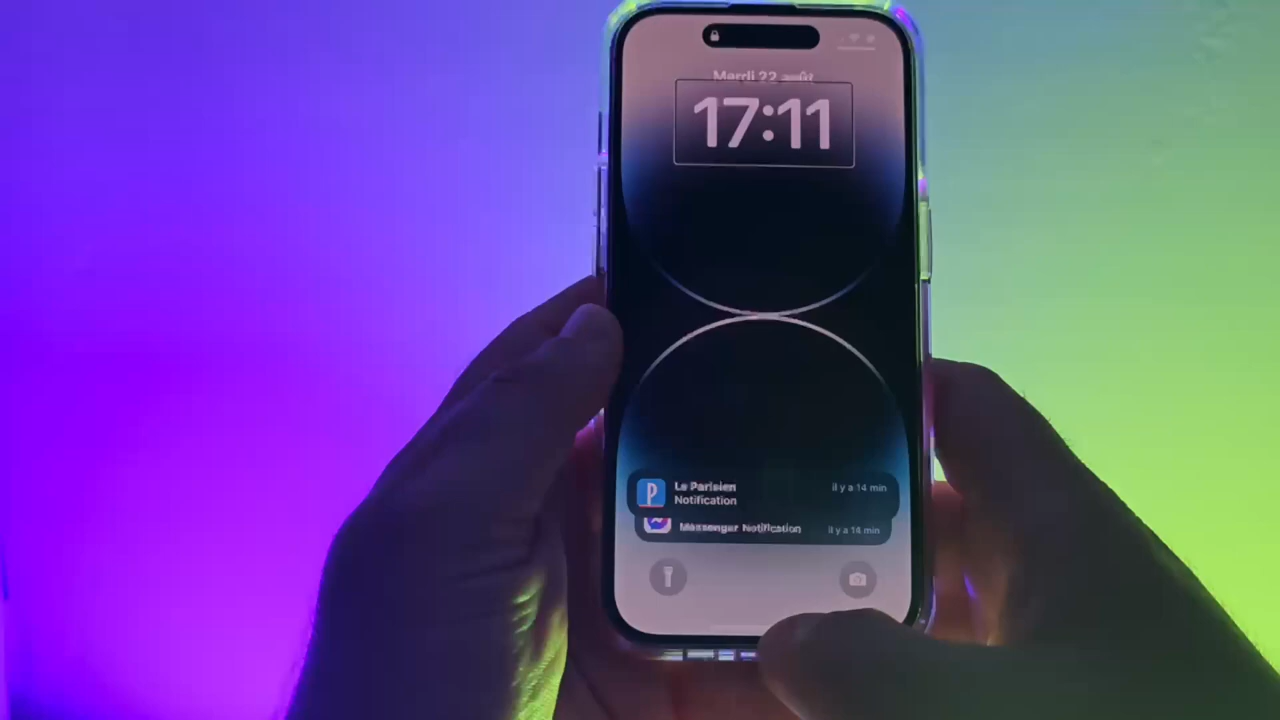 Mardi 22 août
17:11
Le Parisien
il y a 14 min
Notification
Messenger Notification
il y a 14 min